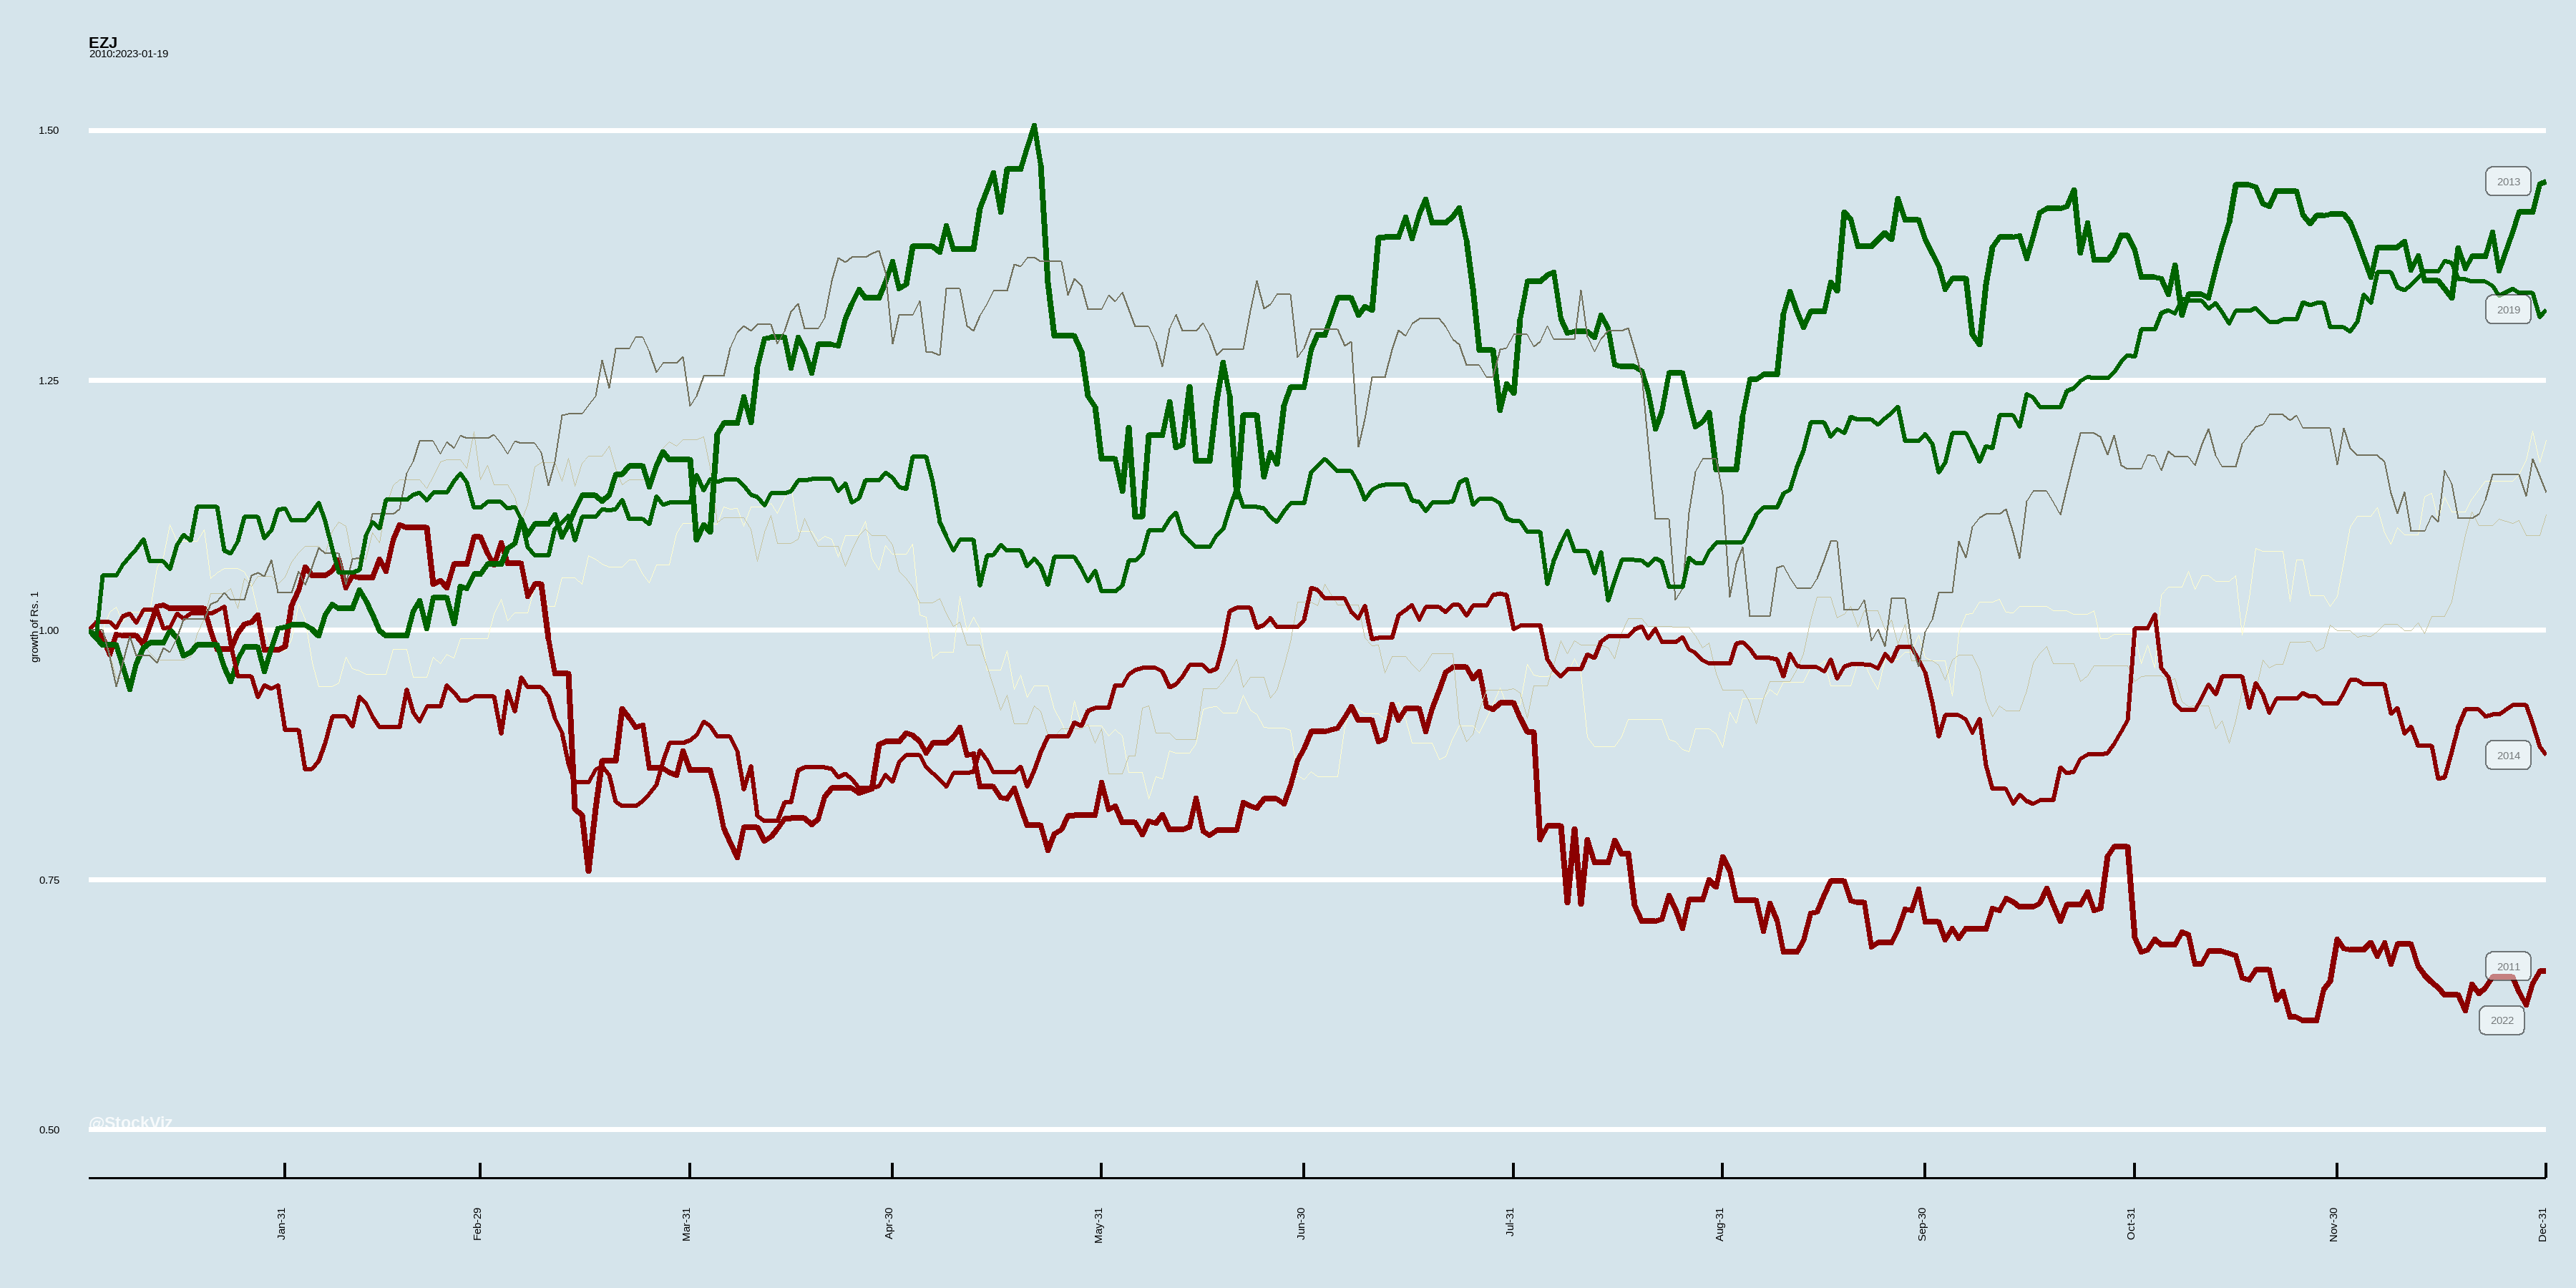 EZJ
2010:2023-01-19
growth of Rs. 1
1.50
1.25
1.00
0.75
0.50
2013
2019
2014
2011
2022
@StockViz
Jan-31
Feb-29
Mar-31
Apr-30
May-31
Jun-30
Jul-31
Aug-31
Sep-30
Oct-31
Nov-30
Dec-31